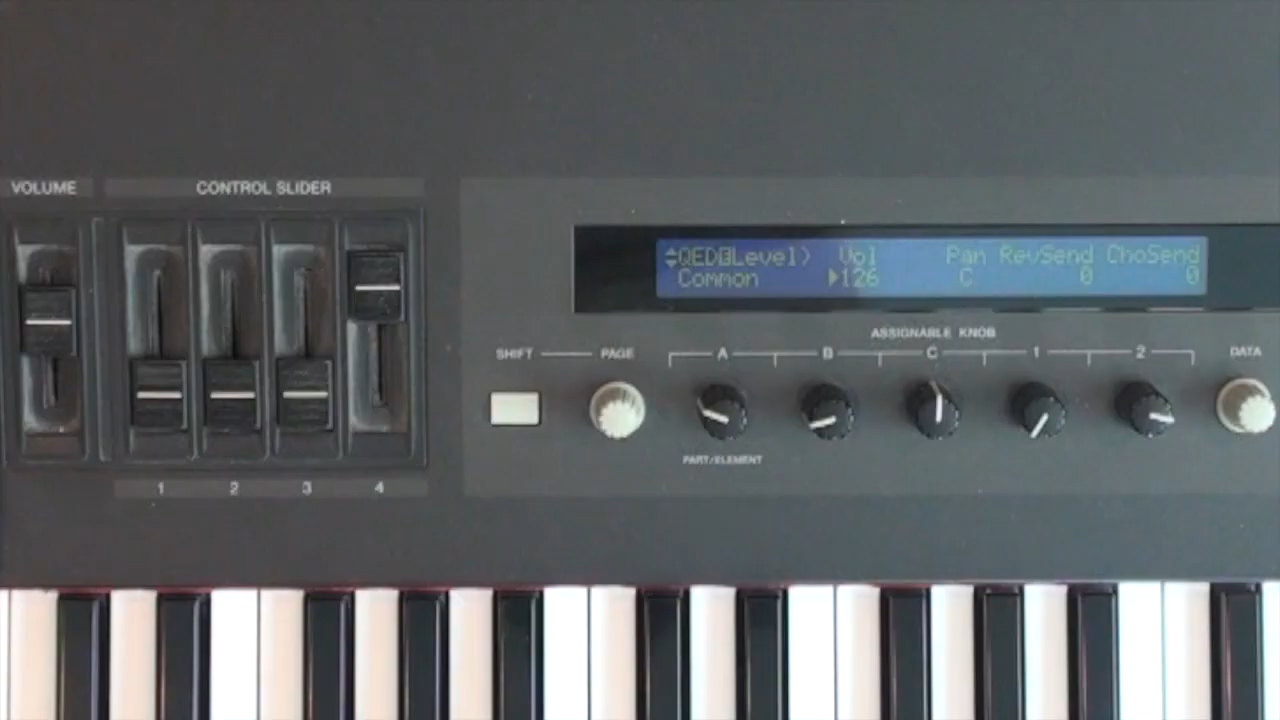 VOLUME
CONTROL SLIDER
QED Level) Vol Pan RevSend ChoSend
Common 126 C 0 0
ASSIGNABLE KNOB
SHIFT PAGE A B C 1 2 DATA
PART/ELEMENT
1 2 3 4